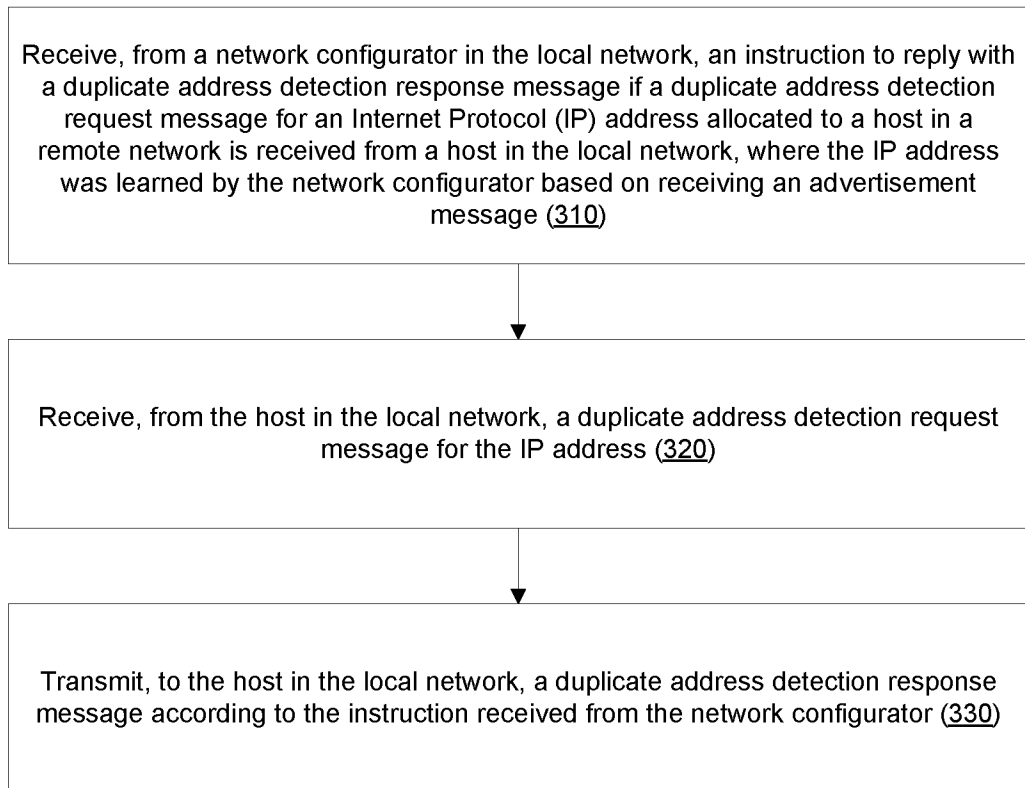 Receive, from a network configurator in the local network, an instruction to reply with
a duplicate address detection response message if a duplicate address detection
request message for an Internet Protocol (IP) address allocated to a host in a
remote network is received from a host in the local network, where the IP address
was learned by the network configurator based on receiving an advertisement
message (310)
Receive, from the host in the local network, a duplicate address detection request
message for the IP address (320)
Transmit, to the host in the local network, a duplicate address detection response
message according to the instruction received from the network configurator (330)